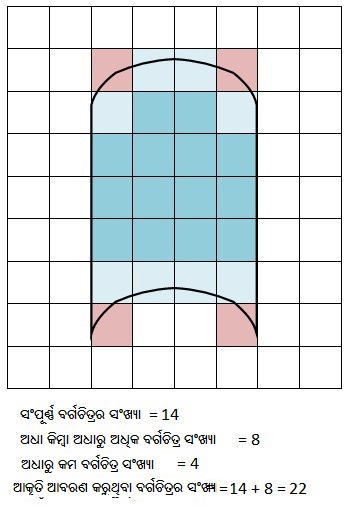 ସଂପୂର୍ଣ୍ଣ ବର୍ଗଚିତ୍ରର ସଂଖ୍ୟା = 14
ଅଧା କିମ୍ବା ଅଧାରୁ ଅଧିକ ବର୍ଗଚିତ୍ର ସଂଖ୍ୟା = 8
ଅଧାରୁ କମ ବର୍ଗଚିତ୍ର ସଂଖ୍ୟା = 4
ଆକୃତି ଆବରଣ କରୁଥିବା ବର୍ଗଚିତ୍ରର ସଂଖ୍ୟା = 14 + 8 = 22